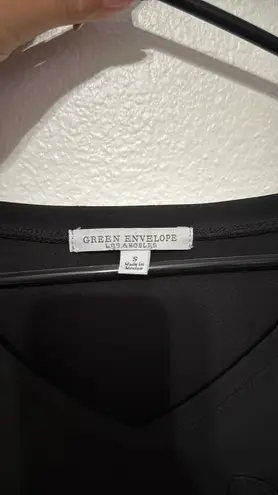 GREEN ENVELOPE
LOS ANGELES
S
Made in
Mexico